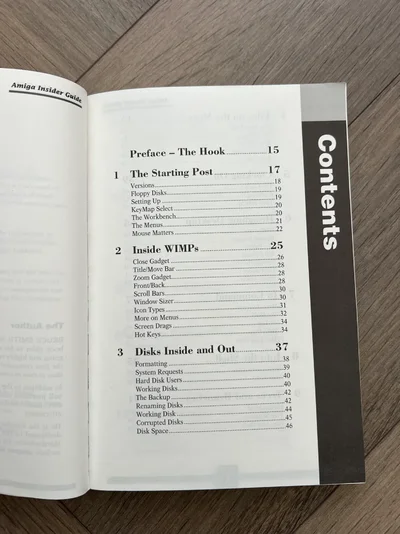 Amiga Insider Guide
Contents
Preface – The Hook ..................15
1 The Starting Post ..................17
Versions ..................18
Floppy Disks ..................19
Setting Up ..................19
KeyMap Select ..................20
The Workbench ..................20
The Menus ..................21
Mouse Matters ..................22
2 Inside WIMPs ..................25
Close Gadget ..................26
Title/Move Bar ..................28
Zoom Gadget ..................28
Front/Back ..................28
Scroll Bars ..................30
Window Sizer ..................30
Icon Types ..................31
More on Menus ..................32
Screen Drags ..................34
Hot Keys ..................34
3 Disks Inside and Out ..................37
Formatting ..................38
System Requests ..................39
Hard Disk Users ..................40
Working Disks ..................40
The Backup ..................42
Renaming Disks ..................42
Working Disk ..................44
Corrupted Disks ..................45
Disk Space ..................46